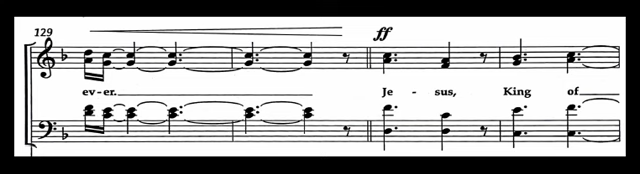 129
ff
ev-er. Je - sus, King of